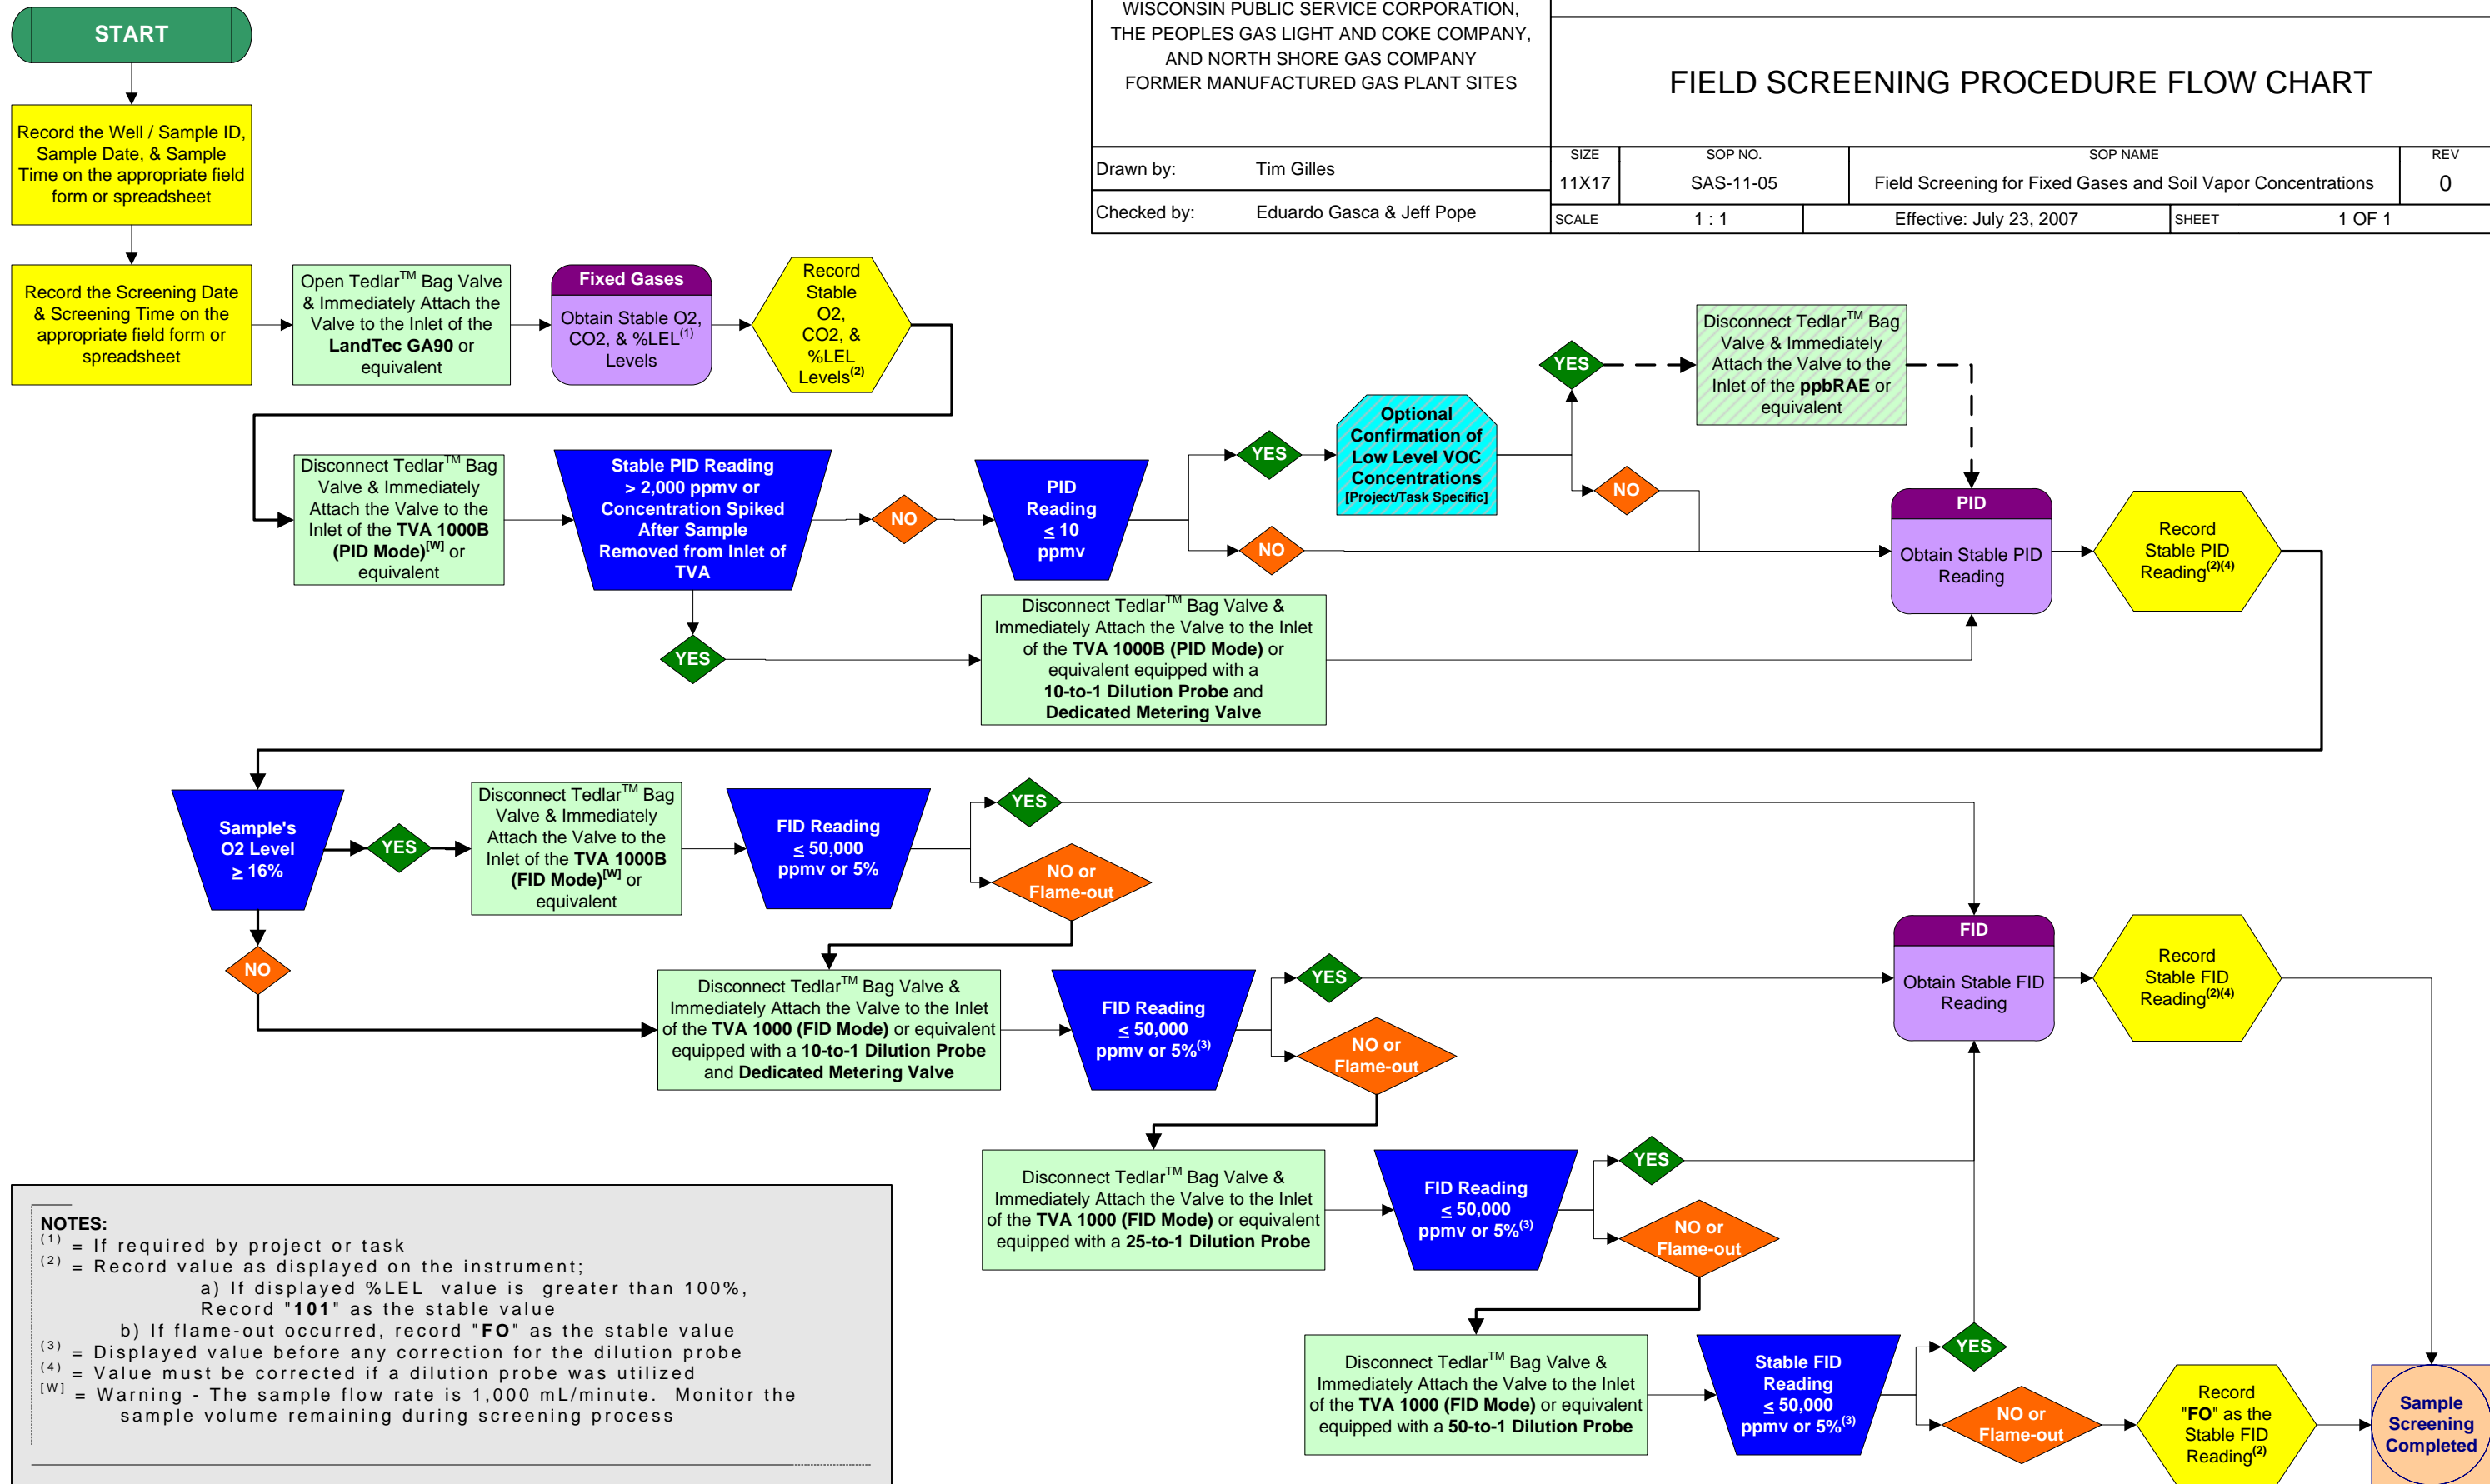 START
WISCONSIN PUBLIC SERVICE CORPORATION,
THE PEOPLES GAS LIGHT AND COKE COMPANY,
AND NORTH SHORE GAS COMPANY
FORMER MANUFACTURED GAS PLANT SITES
FIELD SCREENING PROCEDURE FLOW CHART
Drawn by: Tim Gilles
Checked by: Eduardo Gasca & Jeff Pope
SIZE
11X17
SOP NO.
SAS-11-05
SOP NAME
Field Screening for Fixed Gases and Soil Vapor Concentrations
REV
0
SCALE 1 : 1
Effective: July 23, 2007
SHEET 1 OF 1
Record the Well / Sample ID,
Sample Date, & Sample
Time on the appropriate field
form or spreadsheet
Record the Screening Date
& Screening Time on the
appropriate field form or
spreadsheet
Open Tedlar™ Bag Valve
& Immediately Attach the
Valve to the Inlet of the
LandTec GA90 or
equivalent
Fixed Gases
Obtain Stable O2,
CO2, & %LEL(1)
Levels
Record
Stable
O2,
CO2, &
%LEL
Levels(2)
Disconnect Tedlar™ Bag
Valve & Immediately
Attach the Valve to the
Inlet of the TVA 1000B
(PID Mode)[W] or
equivalent
Stable PID Reading
> 2,000 ppmv or
Concentration Spiked
After Sample
Removed from Inlet of
TVA
NO
PID
Reading
≤ 10
ppmv
YES
NO
Optional
Confirmation of
Low Level VOC
Concentrations
[Project/Task Specific]
YES
NO
Disconnect Tedlar™ Bag
Valve & Immediately
Attach the Valve to the
Inlet of the ppbRAE or
equivalent
PID
Obtain Stable PID
Reading
Record
Stable PID
Reading(2)(4)
YES
Disconnect Tedlar™ Bag Valve &
Immediately Attach the Valve to the Inlet
of the TVA 1000B (PID Mode) or
equivalent equipped with a
10-to-1 Dilution Probe and
Dedicated Metering Valve
Sample's
O2 Level
≥ 16%
YES
NO
Disconnect Tedlar™ Bag
Valve & Immediately
Attach the Valve to the
Inlet of the TVA 1000B
(FID Mode)[W] or
equivalent
FID Reading
≤ 50,000
ppmv or 5%
YES
NO or
Flame-out
Disconnect Tedlar™ Bag Valve &
Immediately Attach the Valve to the Inlet
of the TVA 1000 (FID Mode) or equivalent
equipped with a 10-to-1 Dilution Probe
and Dedicated Metering Valve
FID Reading
≤ 50,000
ppmv or 5%(3)
YES
NO or
Flame-out
FID
Obtain Stable FID
Reading
Record
Stable FID
Reading(2)(4)
Disconnect Tedlar™ Bag Valve &
Immediately Attach the Valve to the Inlet
of the TVA 1000 (FID Mode) or equivalent
equipped with a 25-to-1 Dilution Probe
FID Reading
≤ 50,000
ppmv or 5%(3)
YES
NO or
Flame-out
Disconnect Tedlar™ Bag Valve &
Immediately Attach the Valve to the Inlet
of the TVA 1000 (FID Mode) or equivalent
equipped with a 50-to-1 Dilution Probe
Stable FID
Reading
≤ 50,000
ppmv or 5%(3)
YES
NO or
Flame-out
Record
"FO" as the
Stable FID
Reading(2)
Sample
Screening
Completed
NOTES:
(1) = If required by project or task
(2) = Record value as displayed on the instrument;
a) If displayed %LEL value is greater than 100%,
Record "101" as the stable value
b) If flame-out occurred, record "FO" as the stable value
(3) = Displayed value before any correction for the dilution probe
(4) = Value must be corrected if a dilution probe was utilized
[W] = Warning - The sample flow rate is 1,000 mL/minute. Monitor the
sample volume remaining during screening process